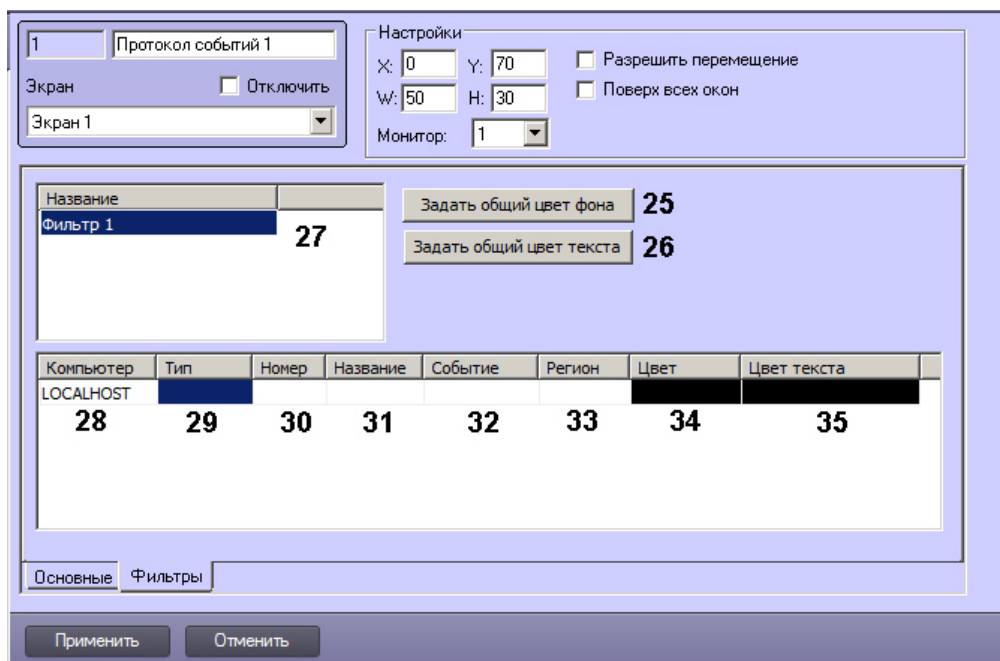 1 Протокол событий 1
Экран Отключить
Экран 1
Настройки
X: 0 Y: 70 Разрешить перемещение
W: 50 H: 30 Поверх всех окон
Монитор: 1
Название
Фильтр 1
27
Задать общий цвет фона 25
Задать общий цвет текста 26
Компьютер Тип Номер Название Событие Регион Цвет Цвет текста
LOCALHOST
28 29 30 31 32 33 34 35
Основные Фильтры
Применить Отменить